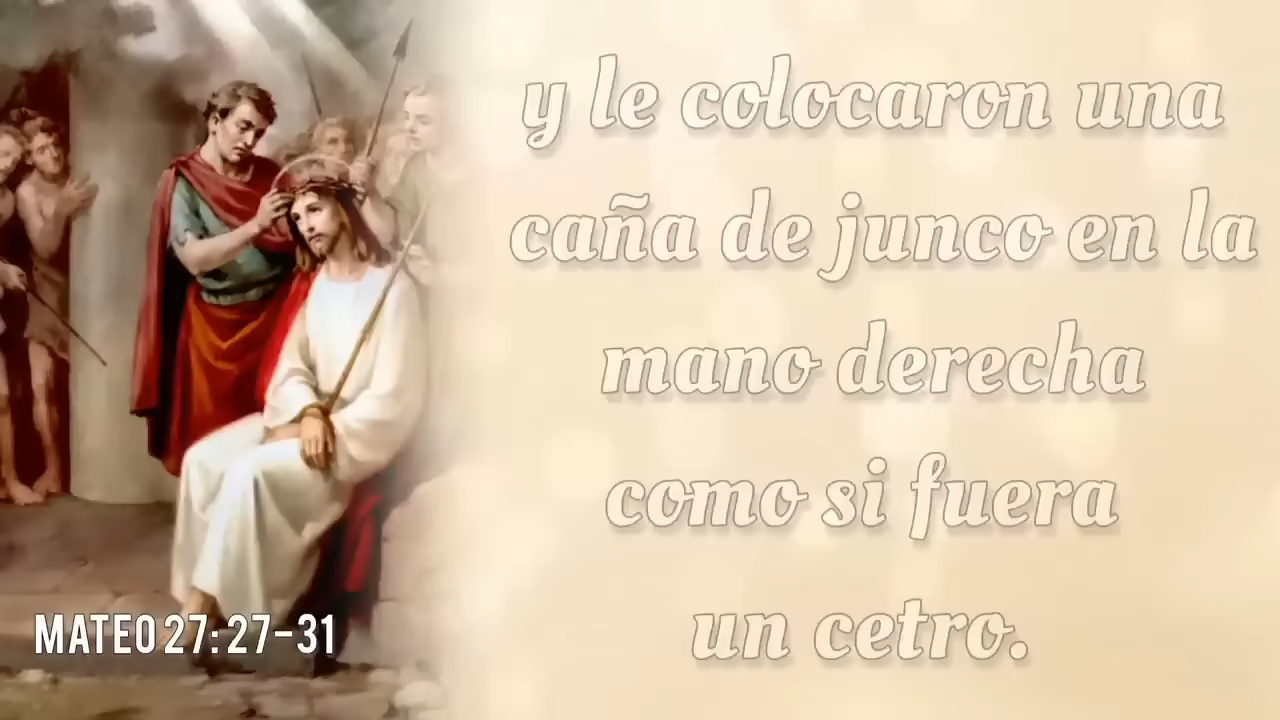 y le colocaron una
caña de junco en la
mano derecha
como si fuera
un cetro.
MATEO 27: 27-31